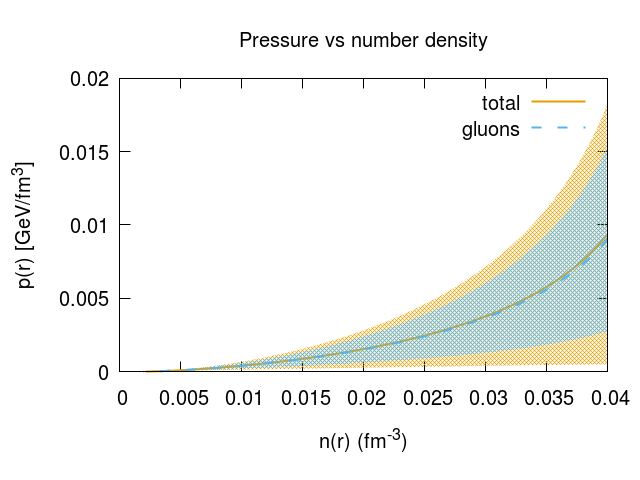 Pressure vs number density
0.02
0.015
0.01
0.005
0
p(r) [GeV/fm³]
total
gluons
0 0.005 0.01 0.015 0.02 0.025 0.03 0.035 0.04
n(r) (fm⁻³)